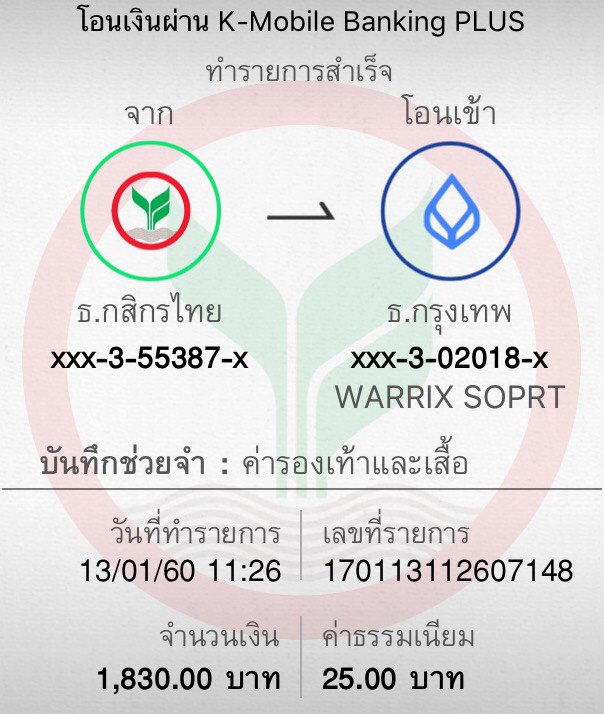 โอนเงินผ่าน K-Mobile Banking PLUS
ทำรายการสำเร็จ
จาก
โอนเข้า
ธ.กสิกรไทย
ธ.กรุงเทพ
xxx-3-55387-x
xxx-3-02018-x
WARRIX SOPRT
บันทึกช่วยจำ : ค่ารองเท้าและเสื้อ
วันที่ทำรายการ
เลขที่รายการ
13/01/60 11:26
170113112607148
จำนวนเงิน
ค่าธรรมเนียม
1,830.00 บาท
25.00 บาท